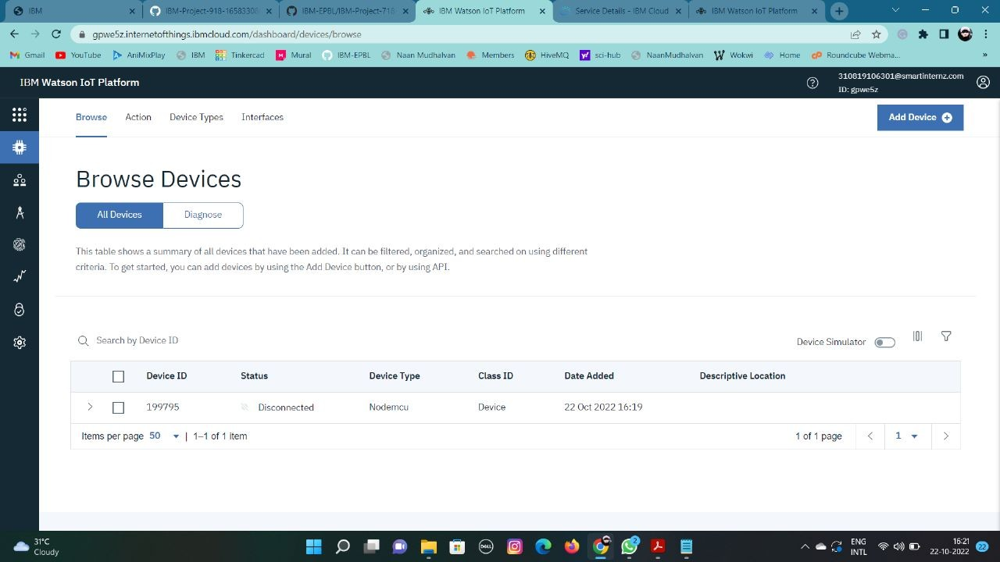 IBM
IBM-Project-918-16583308
IBM-EPBL/IBM-Project-718
IBM Watson IoT Platform
Service Details - IBM Cloud
IBM Watson IoT Platform
gpwe5z.internetofthings.ibmcloud.com/dashboard/devices/browse
Gmail YouTube AniMixPlay IBM Tinkercad Mural IBM-EPBL Naan Mudhalvan Members HiveMQ sci-hub NaanMudhalvan Wokwi Home Roundcube Webma... »
IBM Watson IoT Platform
310819106301@smartinternz.com
ID: gpwe5z
Browse Action Device Types Interfaces
Add Device
Browse Devices
All Devices Diagnose
This table shows a summary of all devices that have been added. It can be filtered, organized, and searched on using different
criteria. To get started, you can add devices by using the Add Device button, or by using API.
Search by Device ID
Device Simulator
Device ID Status Device Type Class ID Date Added Descriptive Location
199795 Disconnected Nodemcu Device 22 Oct 2022 16:19
Items per page 50 | 1–1 of 1 item
1 of 1 page 1
31°C
Cloudy
DELL
2
ENG
INTL
16:21
22-10-2022
22